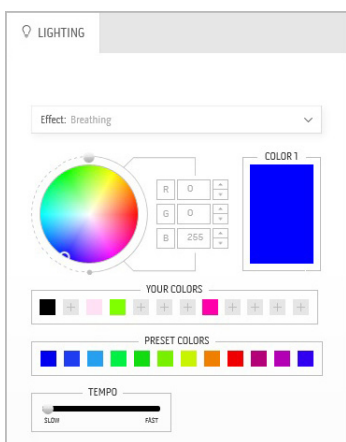 LIGHTING
Effect: Breathing
COLOR 1
R 0
G 0
B 255
YOUR COLORS
PRESET COLORS
TEMPO
SLOW FAST